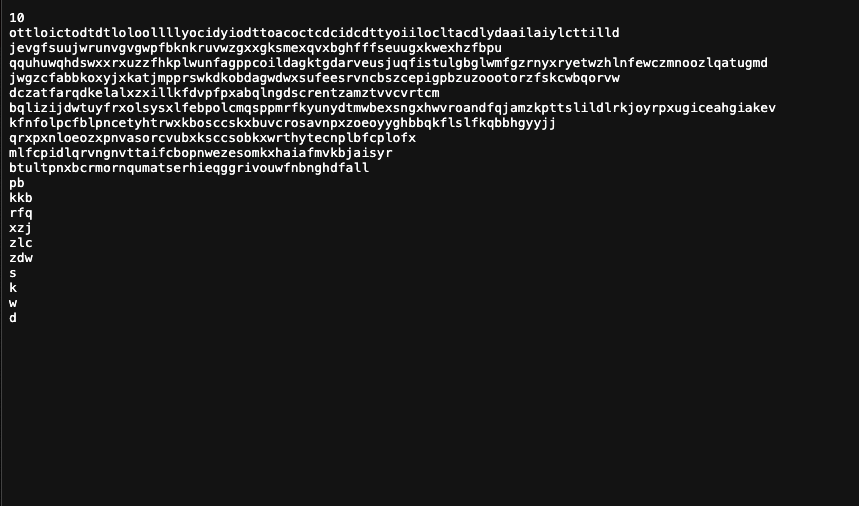 10
ottloictodtdtloloollllyocidyiodttoacoctcdcidcdttyoiilocltacdlydaailaiylcttilld
jevgfsuujwrunvgvgwpfbknkruvwzgxxgksmexqvxbghfffseuugxkwexhzfbpu
qquhuwqhdswxxrxuzzfhkplwunfagppcoildagktgdarveusjuqfistulgbglwmfgzrnyxryetwzhlnfewczmnoozlqatugmd
jwgzcfabbkoxyjxkatjmpprswkdkobdagwdwxsufeesrvncbszcepigpbzuzoootorzfskcwbqorvw
dczatfarqdkelalxzxillkfdvpfpxabqlngdscrentzamztvvcvrtcm
bqlizijdwtuyfrxolsysxlfebpolcmqsppmrfkyunydtmwbexsngxhwvroandfqjamzkpttslildlrkjoyrpxugiceahgiakev
kfnfolpcfblpncetyhtrwxkbosccskxbuvcrosavnpxzoeoyyghbbqkflslfkqbbhgyyjj
qrxpxnloeozxpnvasorcvubxksccsobkxwrthytecnplbfcplofx
mlfcpidlqrvngnvttaifcbopnwezesomkxhaiafmvkbjaisyr
btultpnxbcrmornqumatserhieqggrivouwfnbnghdfall
pb
kkb
rfq
xzj
zlc
zdw
s
k
w
d